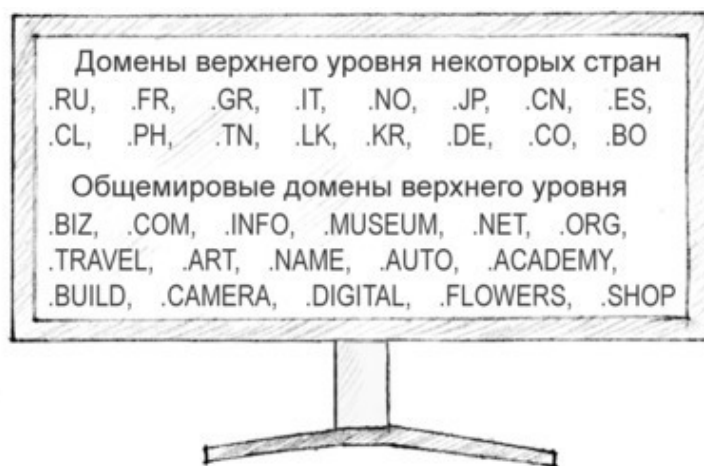 Домены верхнего уровня некоторых стран
.RU, .FR, .GR, .IT, .NO, .JP, .CN, .ES,
.CL, .PH, .TN, .LK, .KR, .DE, .CO, .BO
Общемировые домены верхнего уровня
.BIZ, .COM, .INFO, .MUSEUM, .NET, .ORG,
.TRAVEL, .ART, .NAME, .AUTO, .ACADEMY,
.BUILD, .CAMERA, .DIGITAL, .FLOWERS, .SHOP